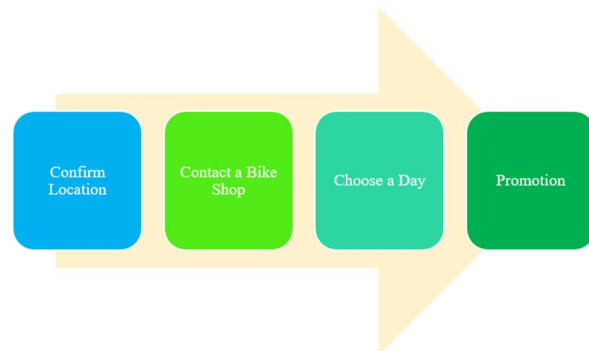 Confirm
Location
Contact a Bike
Shop
Choose a Day
Promotion